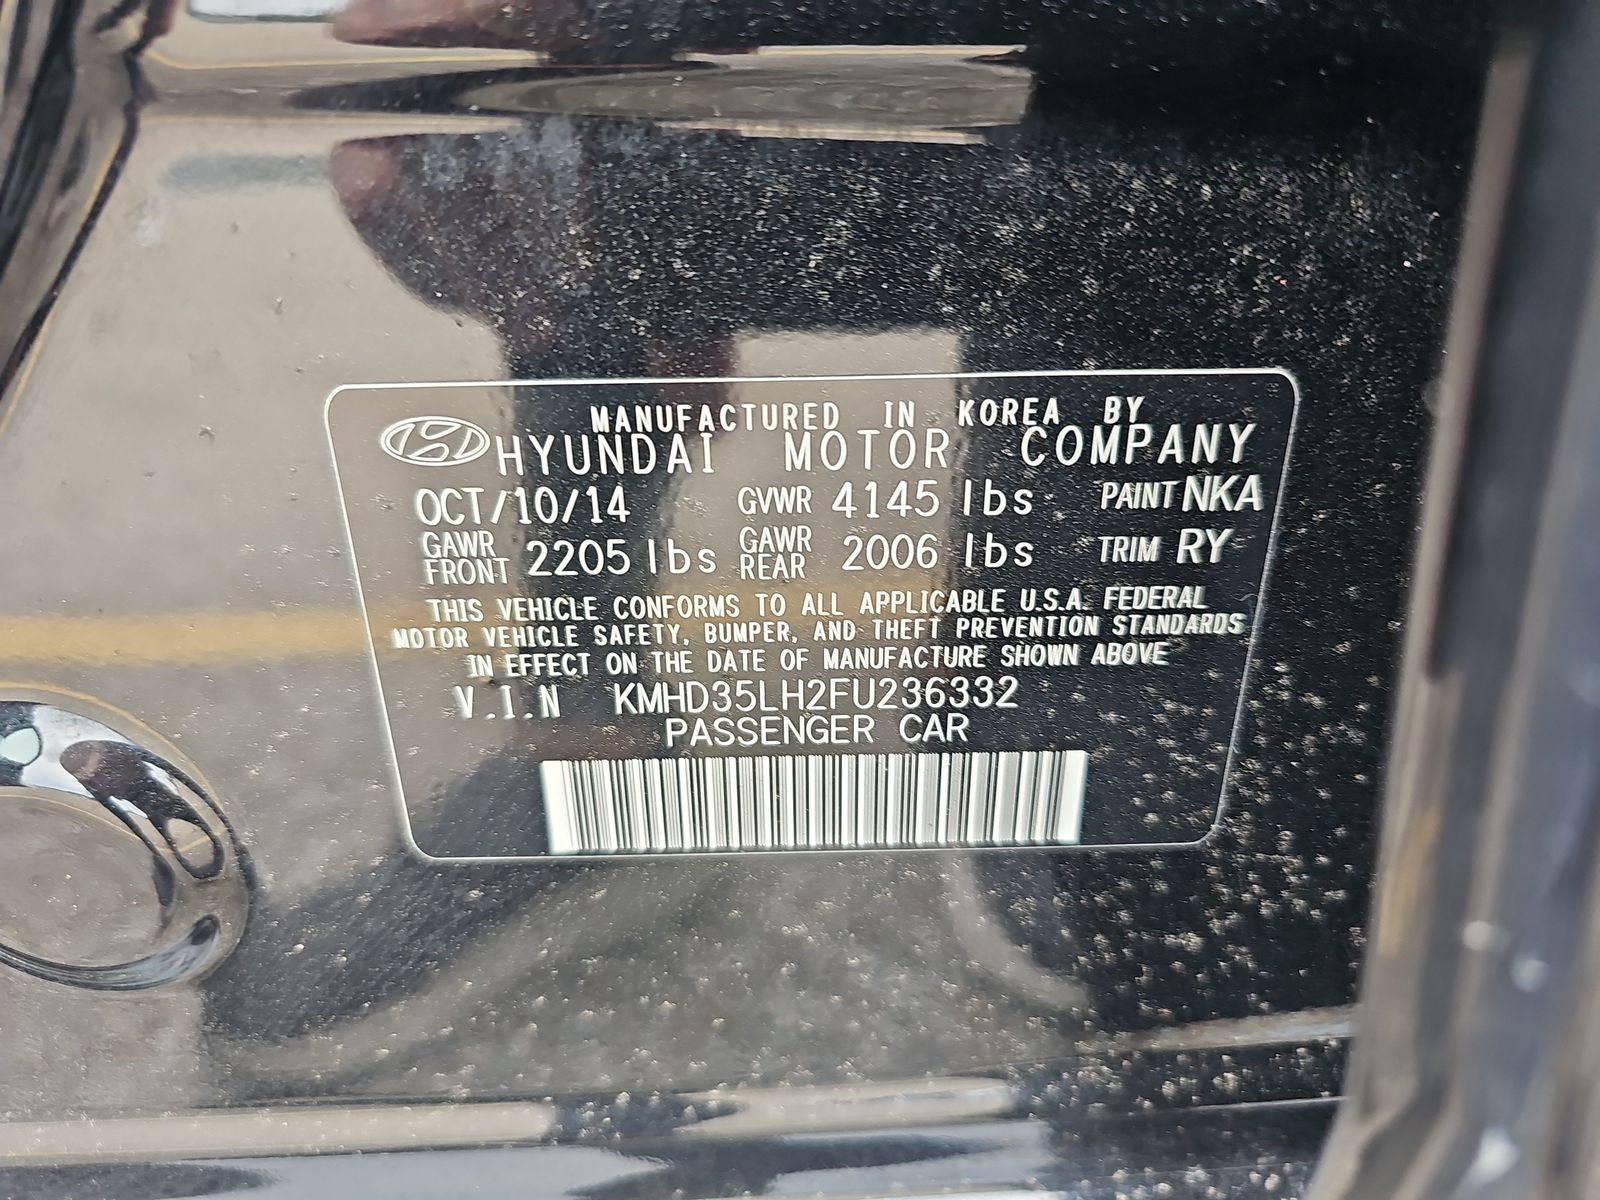 MANUFACTURED IN KOREA BY
HYUNDAI MOTOR COMPANY
OCT/10/14 GVWR 4145 lbs PAINT NKA
GAWR FRONT 2205 lbs GAWR REAR 2006 lbs TRIM RY
THIS VEHICLE CONFORMS TO ALL APPLICABLE U.S.A. FEDERAL
MOTOR VEHICLE SAFETY, BUMPER, AND THEFT PREVENTION STANDARDS
IN EFFECT ON THE DATE OF MANUFACTURE SHOWN ABOVE
V.I.N KMHD35LH2FU236332
PASSENGER CAR